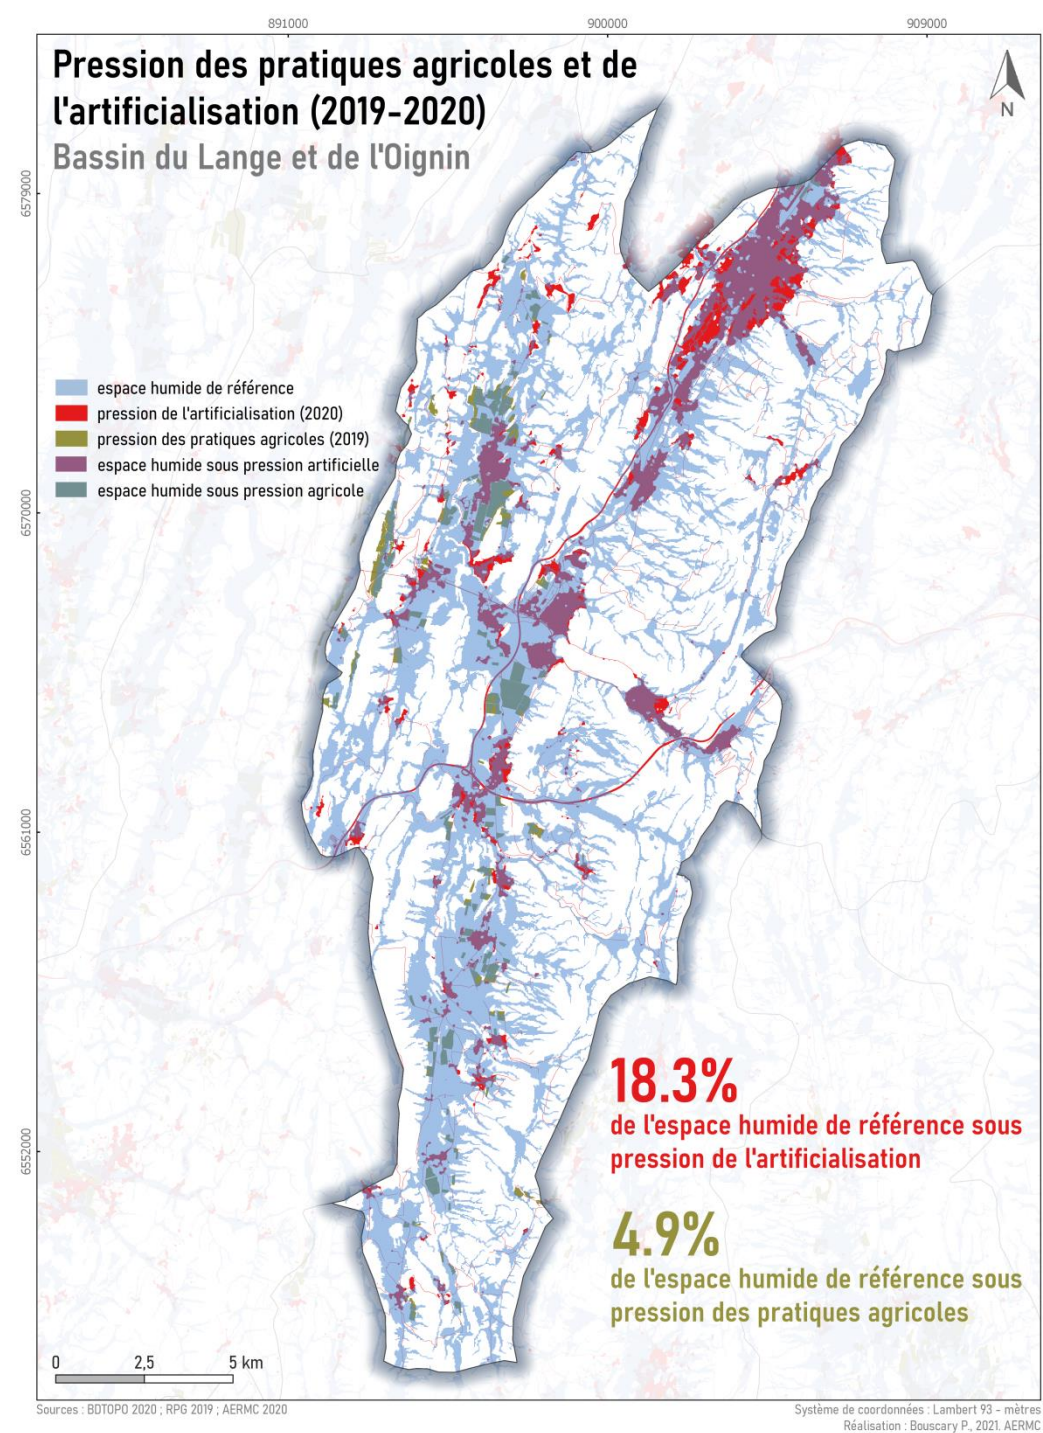 891000
900000
909000
Pression des pratiques agricoles et de
l'artificialisation (2019-2020)
Bassin du Lange et de l'Oignin
N
6579000
espace humide de référence
pression de l'artificialisation (2020)
pression des pratiques agricoles (2019)
espace humide sous pression artificielle
espace humide sous pression agricole
6570000
6561000
18.3%
de l'espace humide de référence sous
pression de l'artificialisation
6552000
4.9%
de l'espace humide de référence sous
pression des pratiques agricoles
0 2,5 5 km
Sources : BDTOPO 2020 ; RPG 2019 ; AERMC 2020
Système de coordonnées : Lambert 93 - mètres
Réalisation : Bouscary P., 2021. AERMC